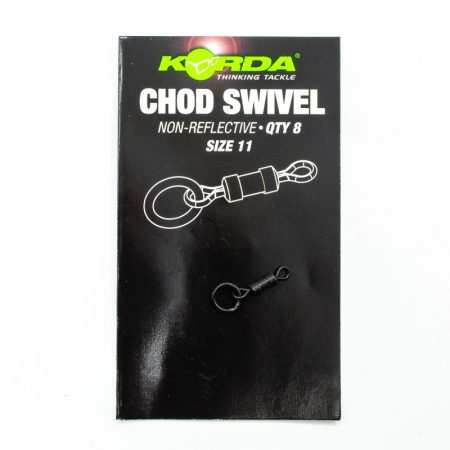 KORDA®
THINKING TACKLE
CHOD SWIVEL
NON-REFLECTIVE • QTY 8
SIZE 11